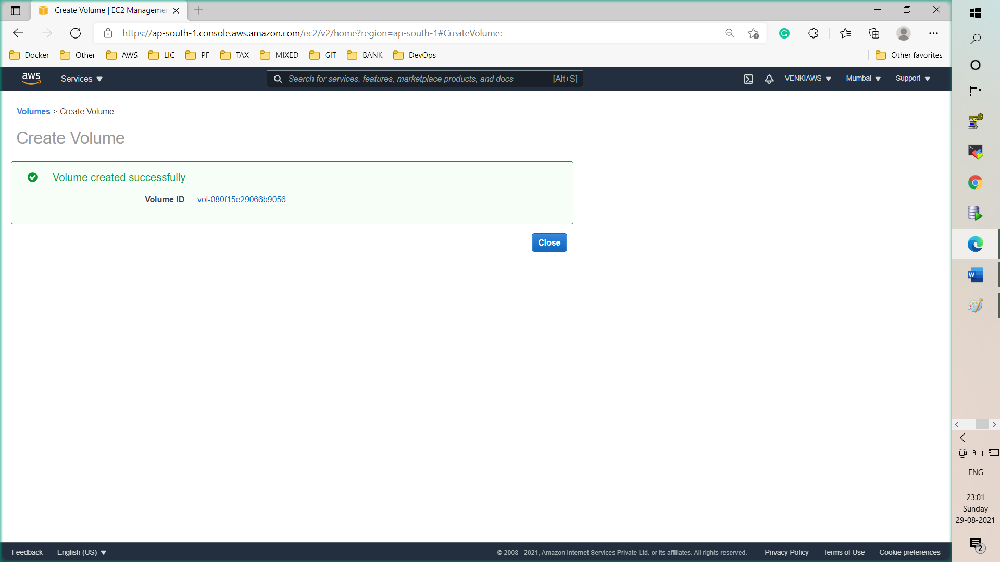 Create Volume | EC2 Manageme
https://ap-south-1.console.aws.amazon.com/ec2/v2/home?region=ap-south-1#CreateVolume:
Docker Other AWS LIC PF TAX MIXED GIT BANK DevOps Other favorites
aws Services Search for services, features, marketplace products, and docs [Alt+S] VENKIAWS Mumbai Support
Volumes > Create Volume
Create Volume
Volume created successfully
Volume ID vol-080f15e29066b9056
Close
ENG
23:01
Sunday
29-08-2021
2
Feedback English (US) © 2008 - 2021, Amazon Internet Services Private Ltd. or its affiliates. All rights reserved. Privacy Policy Terms of Use Cookie preferences